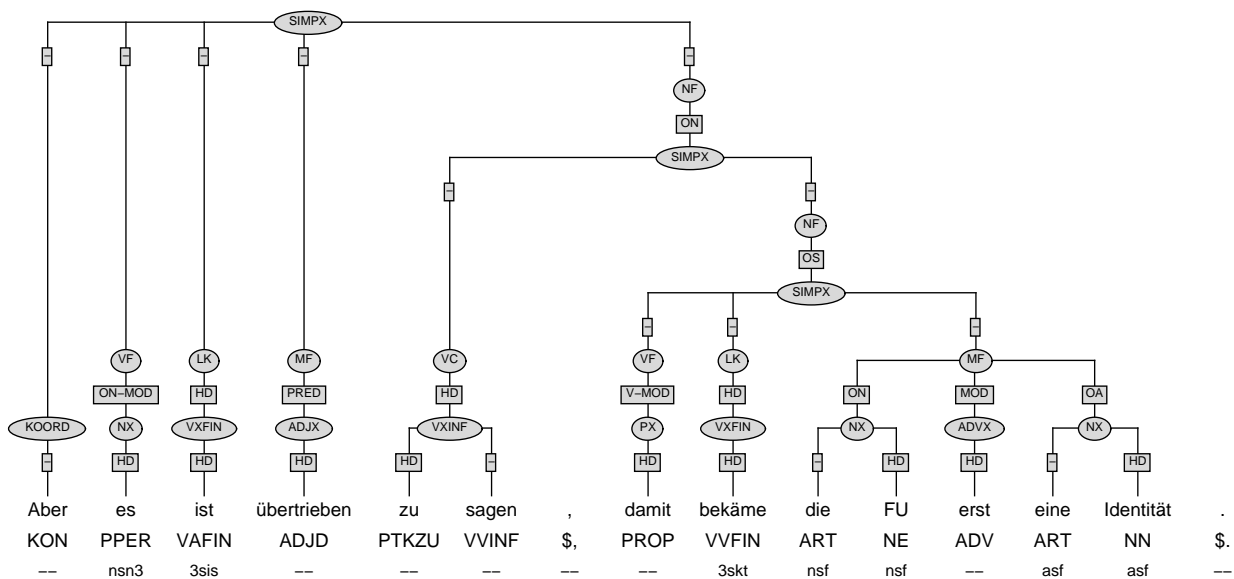 SIMPX
– – – – –
NF
ON
SIMPX
– –
NF
OS
SIMPX
– – –
VF LK MF VC VF LK MF
ON–MOD HD PRED HD V–MOD HD ON MOD OA
KOORD NX VXFIN ADJX VXINF PX VXFIN NX ADVX NX
– HD HD HD HD – HD HD – HD HD – HD
Aber es ist übertrieben zu sagen , damit bekäme die FU erst eine Identität .
KON PPER VAFIN ADJD PTKZU VVINF $, PROP VVFIN ART NE ADV ART NN $.
–– nsn3 3sis –– –– –– –– –– 3skt nsf nsf –– asf asf ––